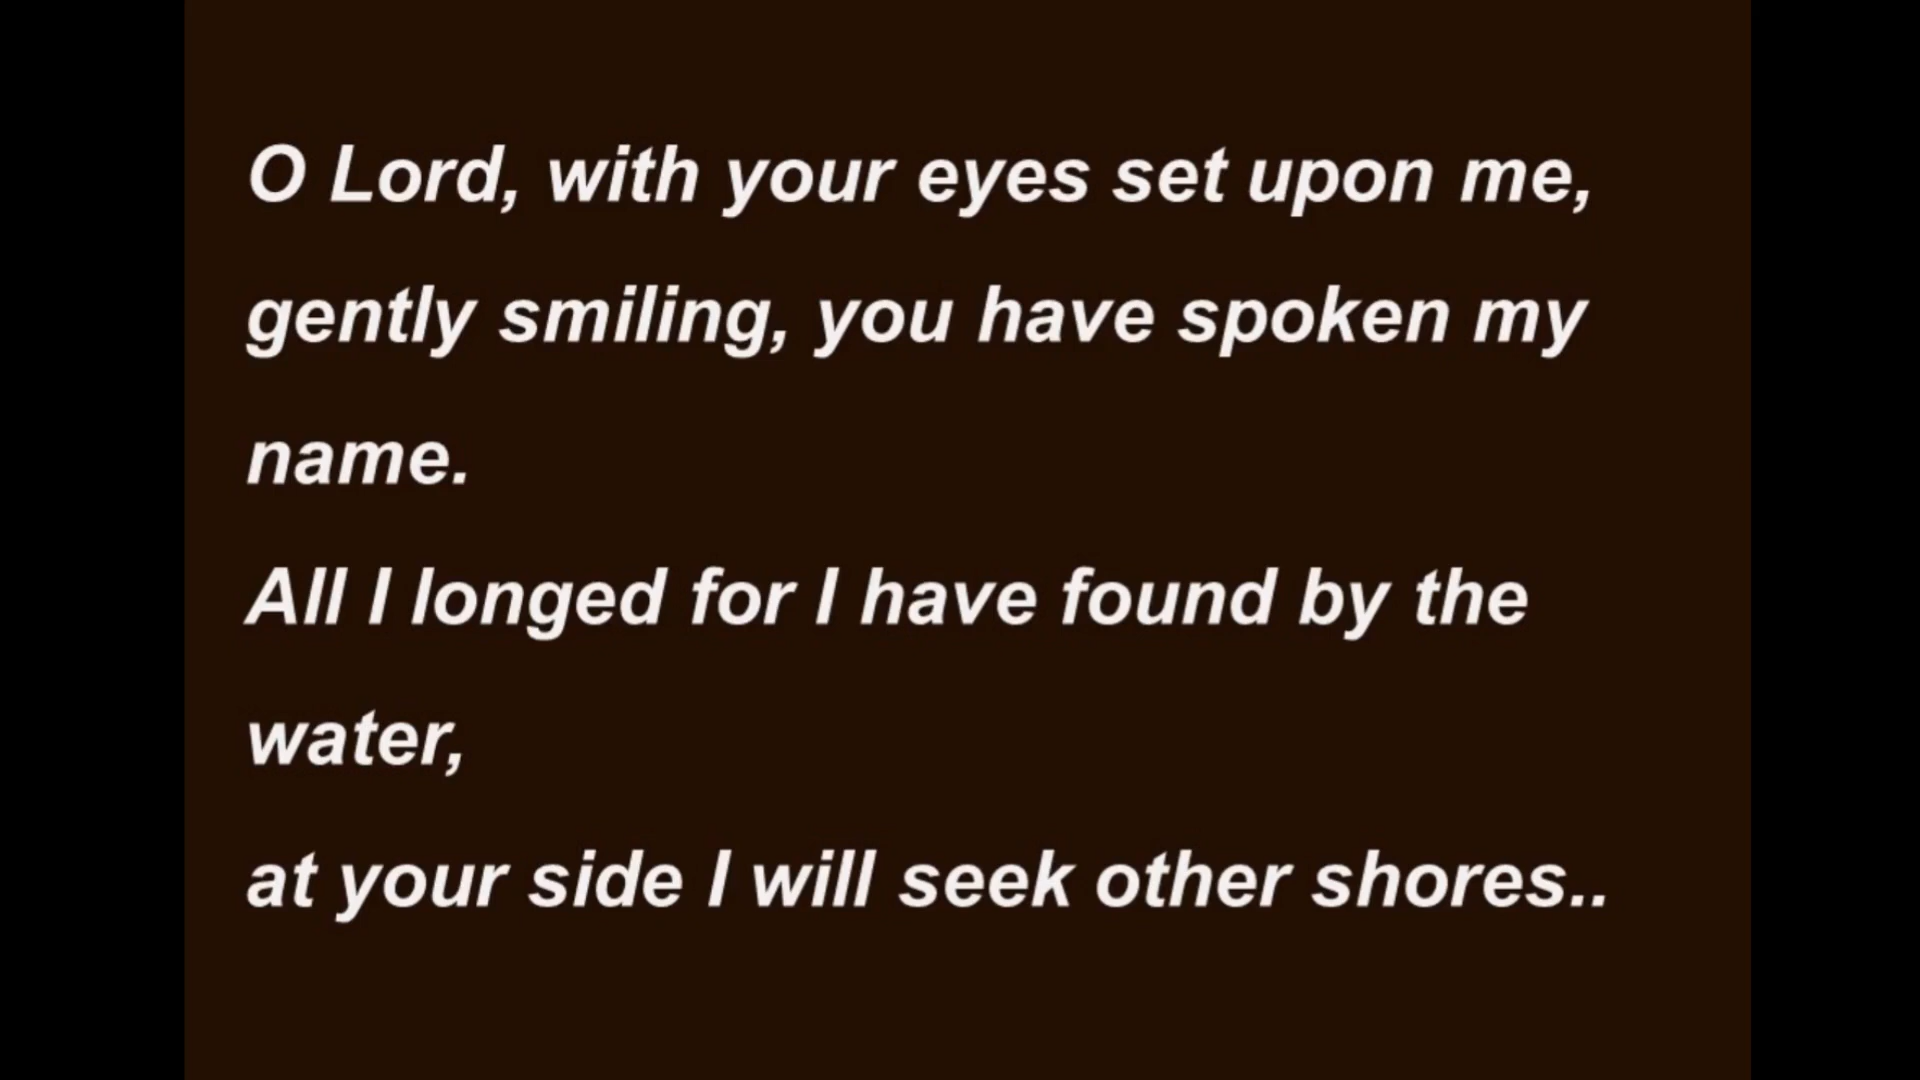 O Lord, with your eyes set upon me,
gently smiling, you have spoken my
name.
All I longed for I have found by the
water,
at your side I will seek other shores..